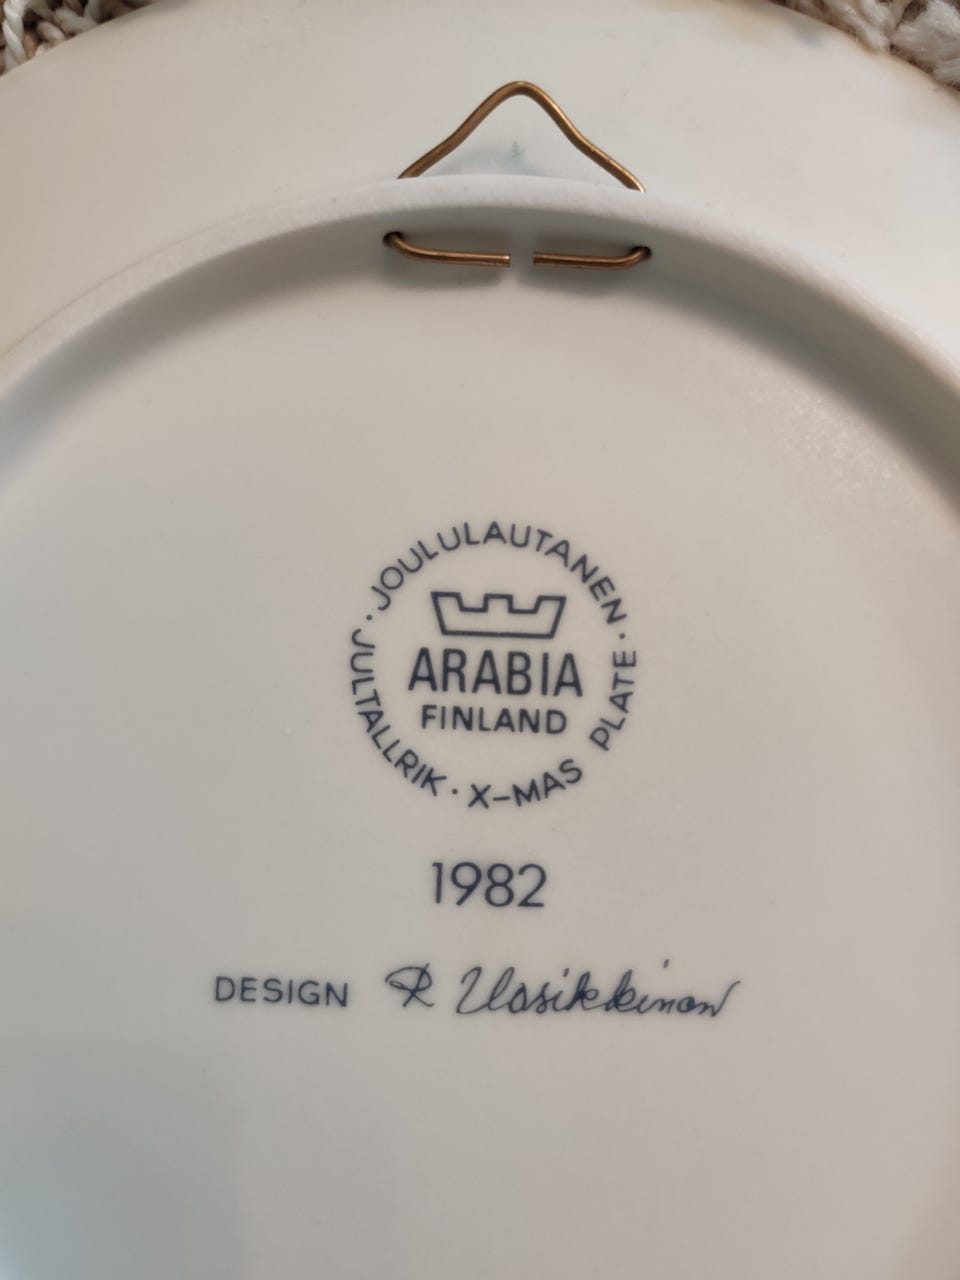 · JOULULAUTANEN · X-MAS PLATE · JULTALLRIK
ARABIA
FINLAND
1982
DESIGN R Uosikkinen